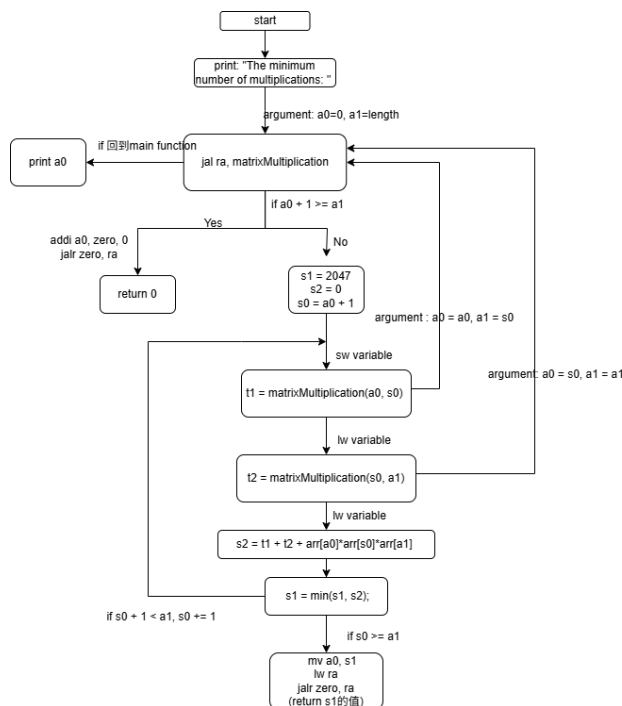 start
print: "The minimum
number of multiplications: "
argument: a0=0, a1=length
if 回到main function
print a0
jal ra, matrixMultiplication
if a0 + 1 >= a1
Yes
No
addi a0, zero, 0
jalr zero, ra
return 0
s1 = 2047
s2 = 0
s0 = a0 + 1
argument : a0 = a0, a1 = s0
sw variable
argument: a0 = s0, a1 = a1
t1 = matrixMultiplication(a0, s0)
lw variable
t2 = matrixMultiplication(s0, a1)
lw variable
s2 = t1 + t2 + arr[a0]*arr[s0]*arr[a1]
s1 = min(s1, s2);
if s0 + 1 < a1, s0 += 1
if s0 >= a1
mv a0, s1
lw ra
jalr zero, ra
(return s1的值)